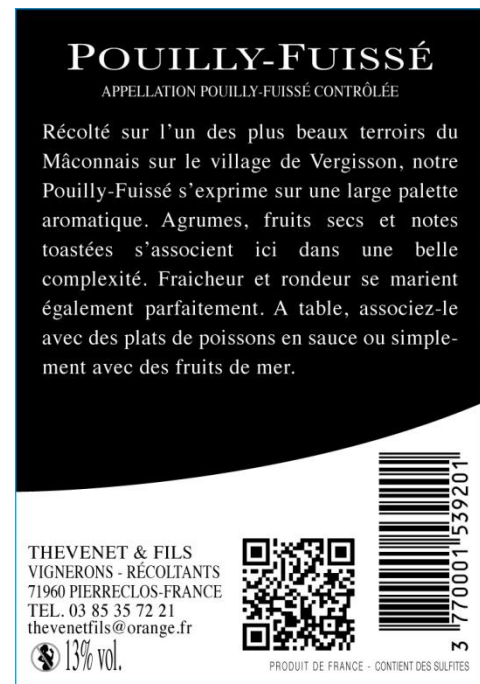 POUILLY-FUISSÉ
APPELLATION POUILLY-FUISSÉ CONTRÔLÉE
Récolté sur l’un des plus beaux terroirs du
Mâconnais sur le village de Vergisson, notre
Pouilly-Fuissé s’exprime sur une large palette
aromatique. Agrumes, fruits secs et notes
toastées s’associent ici dans une belle
complexité. Fraicheur et rondeur se marient
également parfaitement. A table, associez-le
avec des plats de poissons en sauce ou simple-
ment avec des fruits de mer.
THEVENET & FILS
VIGNERONS - RÉCOLTANTS
71960 PIERRECLOS-FRANCE
TEL. 03 85 35 72 21
thevenetfils@orange.fr
13% vol.
3 770001 539201
PRODUIT DE FRANCE - CONTIENT DES SULFITES